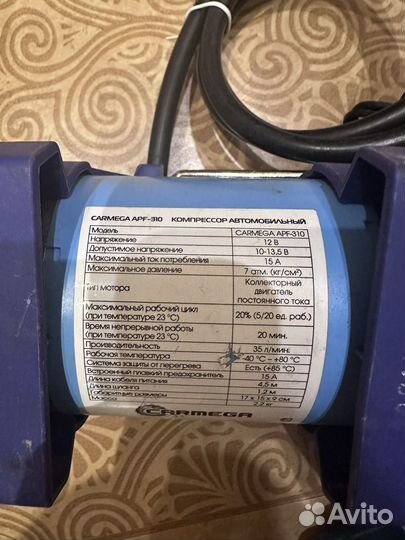 CARMEGA APF-310 КОМПРЕССОР АВТОМОБИЛЬНЫЙ
Модель CARMEGA APF-310
Напряжение 12 В
Допустимое напряжение 10-13,5 В
Максимальный ток потребления 15 А
Максимальное давление 7 атм. (кг/см²)
Тип мотора Коллекторный двигатель постоянного тока
Максимальный рабочий цикл (при температуре 23 °C) 20% (5/20 ед. раб.)
Время непрерывной работы (при температуре 23 °C) 20 мин.
Производительность 35 л/мин.
Рабочая температура -40 °C – +80 °C
Система защиты от перегрева Есть (+85 °C)
Встроенный плавкий предохранитель 15 А
Длина кабеля питания 4,5 м
Длина шланга 1,2 м
Габаритные размеры 17 x 15 x 9 см
Масса 2,2 кг
CARMEGA
Avito